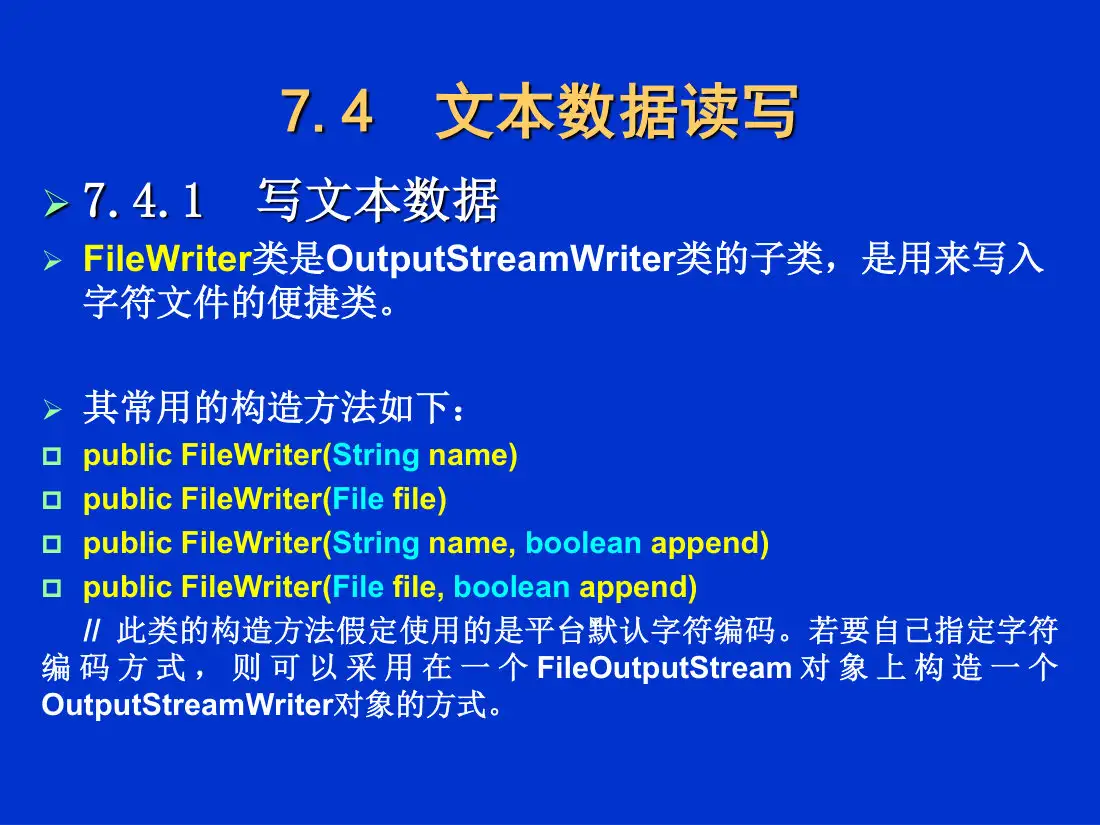 7.4 文本数据读写
7.4.1 写文本数据
FileWriter类是OutputStreamWriter类的子类，是用来写入
字符文件的便捷类。
其常用的构造方法如下：
public FileWriter(String name)
public FileWriter(File file)
public FileWriter(String name, boolean append)
public FileWriter(File file, boolean append)
// 此类的构造方法假定使用的是平台默认字符编码。若要自己指定字符
编码方式，则可以采用在一个FileOutputStream对象上构造一个
OutputStreamWriter对象的方式。